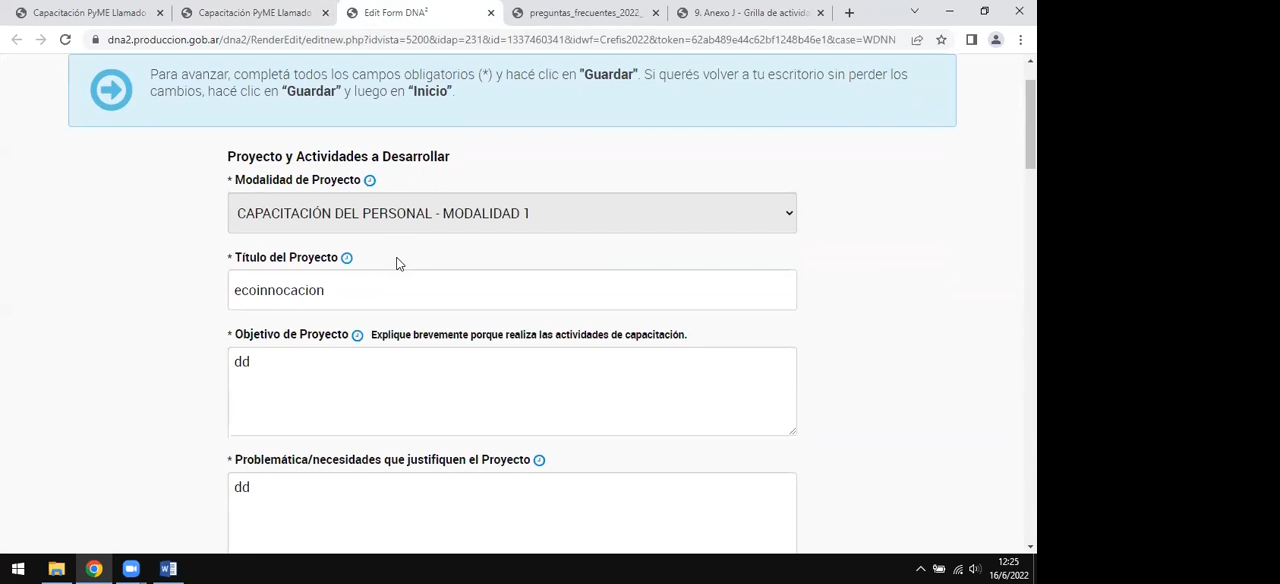 Capacitación PyME Llamado
Capacitación PyME Llamado
Edit Form DNA²
preguntas_frecuentes_2022_
9. Anexo J - Grilla de activida
dna2.produccion.gob.ar/dna2/RenderEdit/editnew.php?idvista=5200&idap=231&id=1337460341&idwf=Crefis2022&token=62ab489e44c62bf1248b46e1&case=WDNN
Para avanzar, completá todos los campos obligatorios (*) y hacé clic en "Guardar". Si querés volver a tu escritorio sin perder los
cambios, hacé clic en “Guardar” y luego en “Inicio”.
Proyecto y Actividades a Desarrollar
* Modalidad de Proyecto
CAPACITACIÓN DEL PERSONAL - MODALIDAD 1
* Título del Proyecto
ecoinnocacion
* Objetivo de Proyecto Explique brevemente porque realiza las actividades de capacitación.
dd
* Problemática/necesidades que justifiquen el Proyecto
dd
12:25
16/6/2022